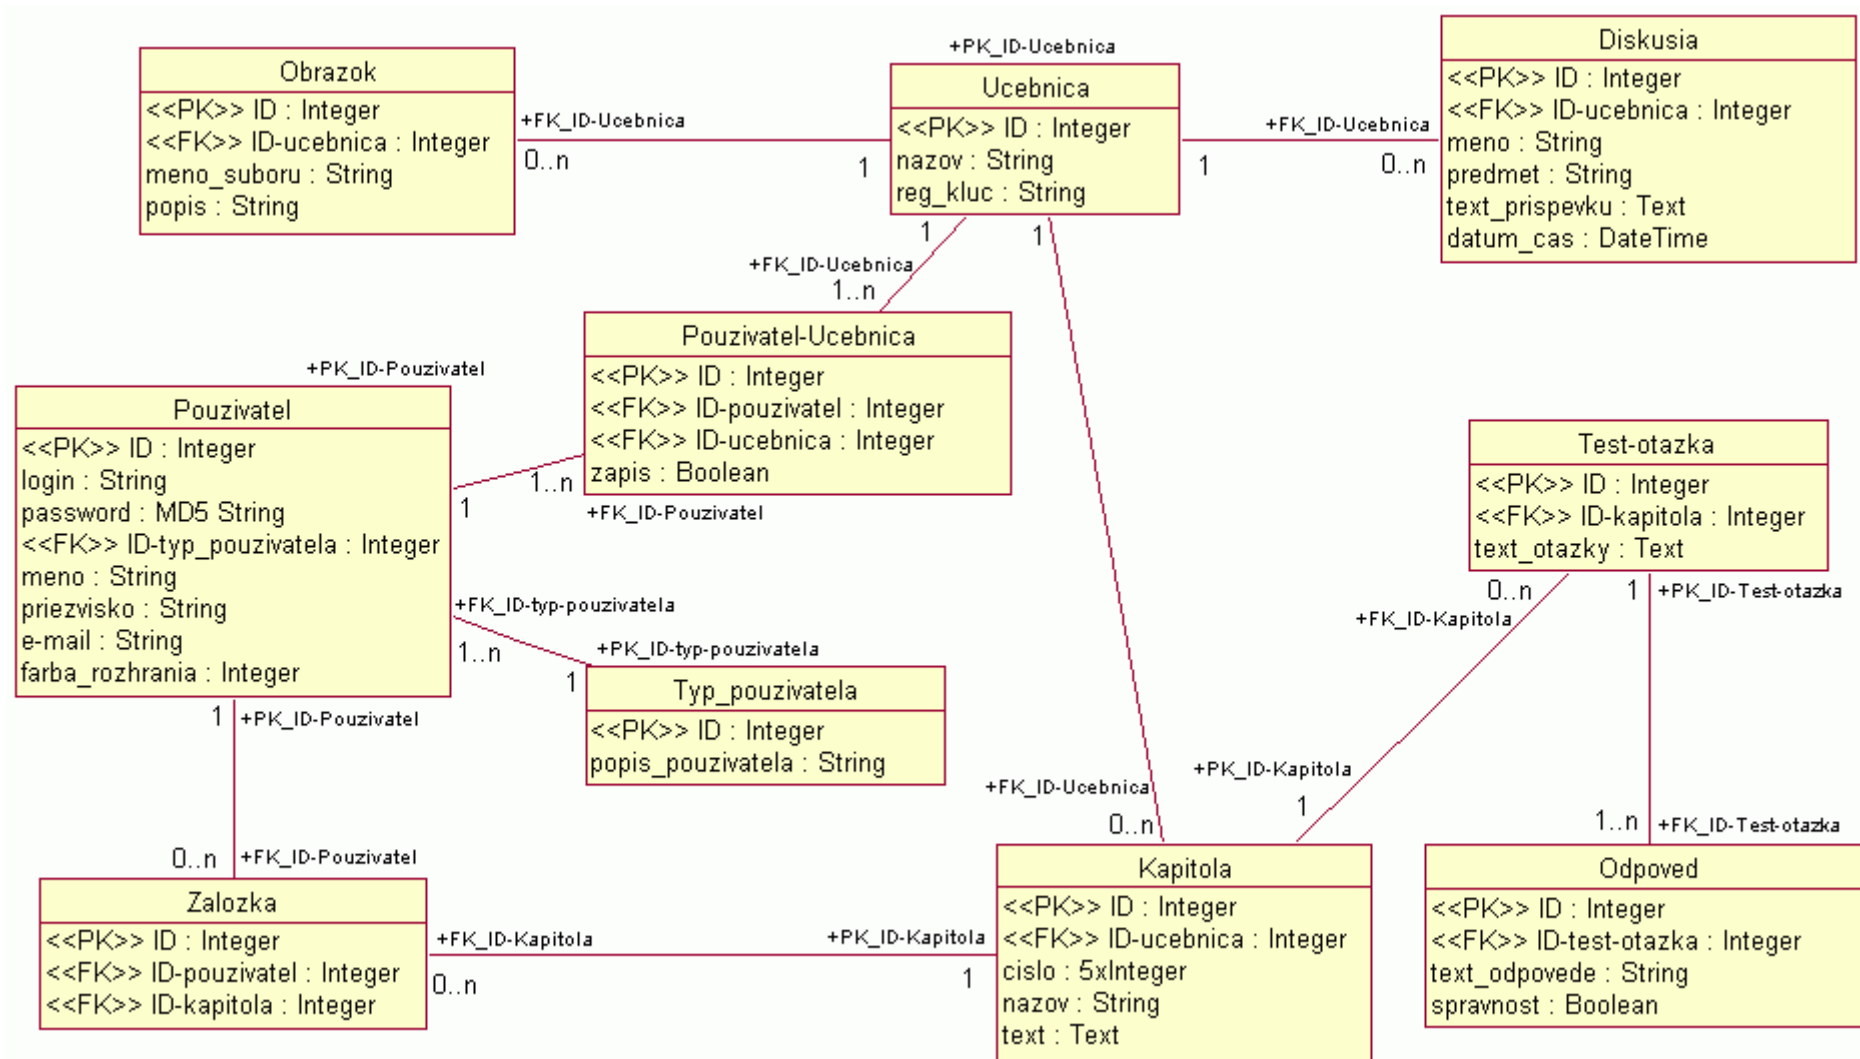 Obrazok
<<PK>> ID : Integer
<<FK>> ID-ucebnica : Integer
meno_suboru : String
popis : String
+FK_ID-Ucebnica
0..n
1
+PK_ID-Ucebnica
Ucebnica
<<PK>> ID : Integer
nazov : String
reg_kluc : String
+FK_ID-Ucebnica
1
0..n
Diskusia
<<PK>> ID : Integer
<<FK>> ID-ucebnica : Integer
meno : String
predmet : String
text_prispevku : Text
datum_cas : DateTime
1
1
+FK_ID-Ucebnica
1..n
Pouzivatel-Ucebnica
<<PK>> ID : Integer
<<FK>> ID-pouzivatel : Integer
<<FK>> ID-ucebnica : Integer
zapis : Boolean
+PK_ID-Pouzivatel
Pouzivatel
<<PK>> ID : Integer
login : String
password : MD5 String
<<FK>> ID-typ_pouzivatela : Integer
meno : String
priezvisko : String
e-mail : String
farba_rozhrania : Integer
1
1..n
+FK_ID-Pouzivatel
+FK_ID-typ-pouzivatela
1..n
+PK_ID-typ-pouzivatela
1
Typ_pouzivatela
<<PK>> ID : Integer
popis_pouzivatela : String
Test-otazka
<<PK>> ID : Integer
<<FK>> ID-kapitola : Integer
text_otazky : Text
0..n
1
+PK_ID-Test-otazka
+FK_ID-Kapitola
1
+PK_ID-Pouzivatel
+PK_ID-Kapitola
1
+FK_ID-Ucebnica
0..n
1..n
+FK_ID-Test-otazka
0..n
+FK_ID-Pouzivatel
Zalozka
<<PK>> ID : Integer
<<FK>> ID-pouzivatel : Integer
<<FK>> ID-kapitola : Integer
+FK_ID-Kapitola
0..n
+PK_ID-Kapitola
1
Kapitola
<<PK>> ID : Integer
<<FK>> ID-ucebnica : Integer
cislo : 5xInteger
nazov : String
text : Text
Odpoved
<<PK>> ID : Integer
<<FK>> ID-test-otazka : Integer
text_odpovede : String
spravnost : Boolean